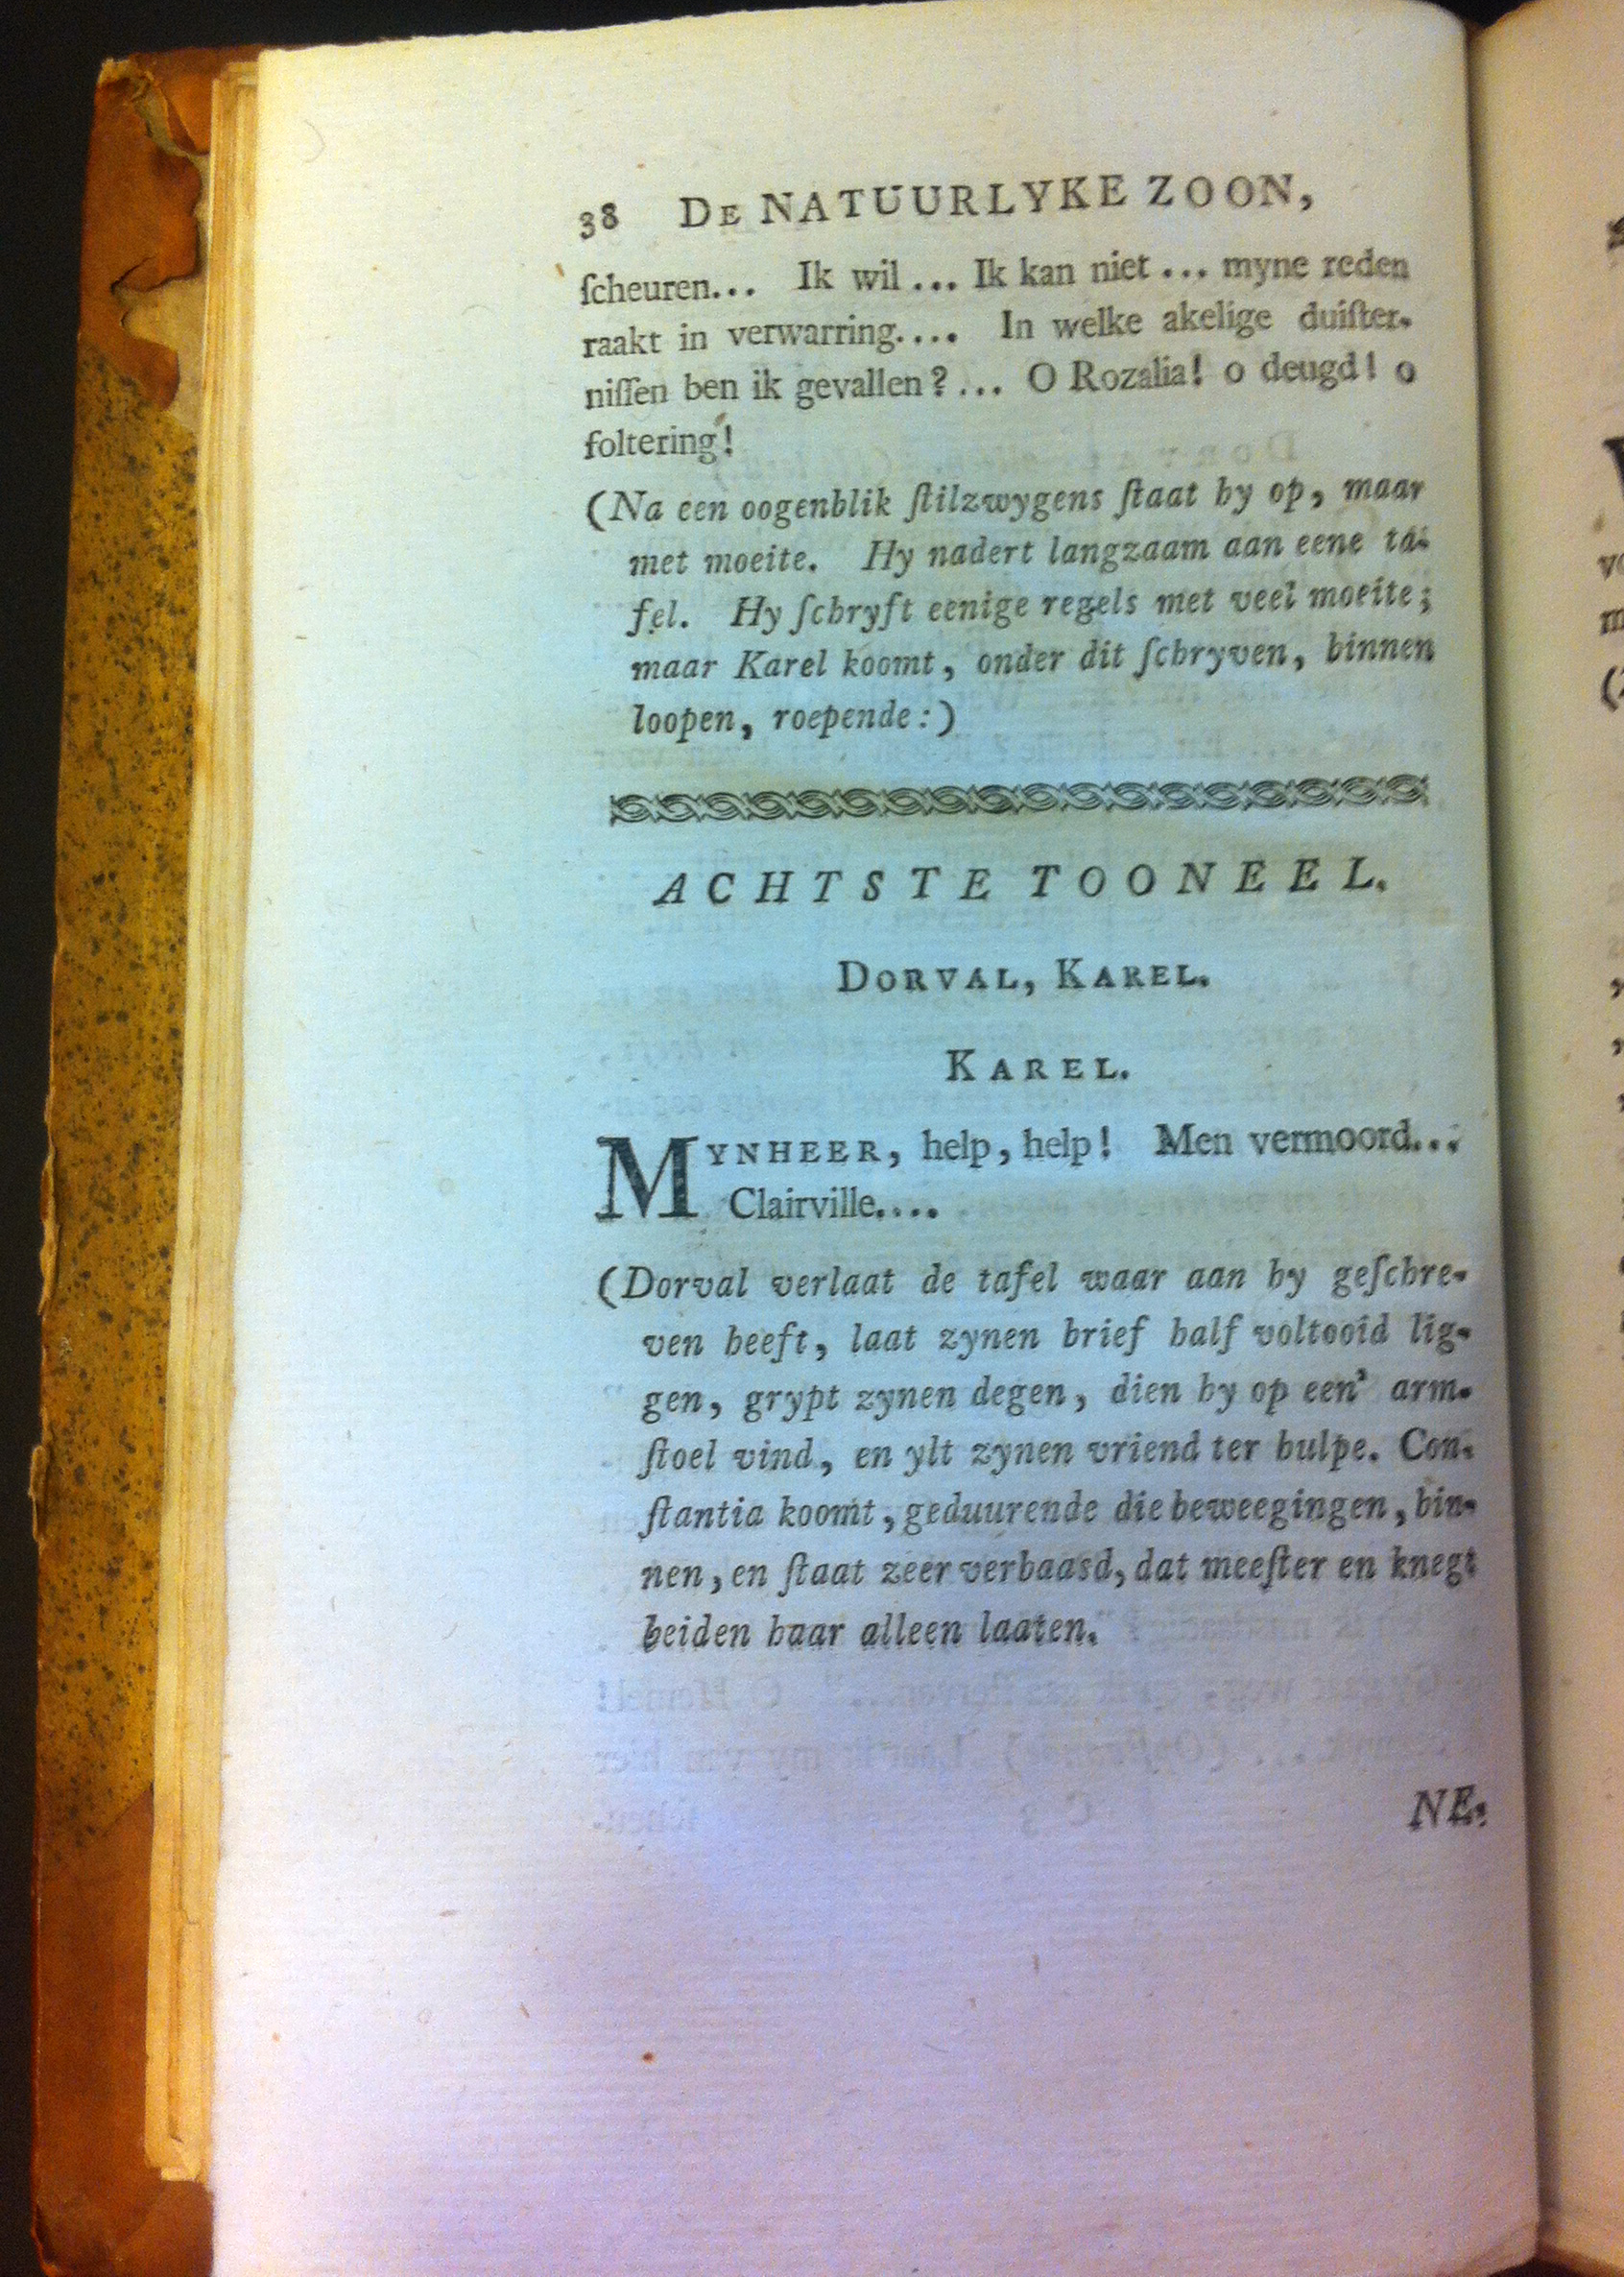 38 DE NATUURLYKE ZOON,
ſcheuren... Ik wil ... Ik kan niet ... myne reden
raakt in verwarring.... In welke akelige duiſter-
niſſen ben ik gevallen?... O Rozalia! o deugd! o
foltering!
(Na een oogenblik ſtilzwygens ſtaat hy op, maar
met moeite. Hy nadert langzaam aan eene ta-
fel. Hy ſchryft eenige regels met veel moeite;
maar Karel koomt, onder dit ſchryven, binnen
loopen, roepende:)
ACHTSTE TOONEEL.
DORVAL, KAREL.
KAREL.
MYNHEER, help, help! Men vermoord...
Clairville....
(Dorval verlaat de tafel waar aan hy geſchre-
ven heeft, laat zynen brief half voltooid lig-
gen, grypt zynen degen, dien hy op een' arm-
ſtoel vind, en ylt zynen vriend ter hulpe. Con-
ſtantia koomt, geduurende die beweegingen, bin-
nen, en ſtaat zeer verbaasd, dat meeſter en knegt
beiden haar alleen laaten.
NE-